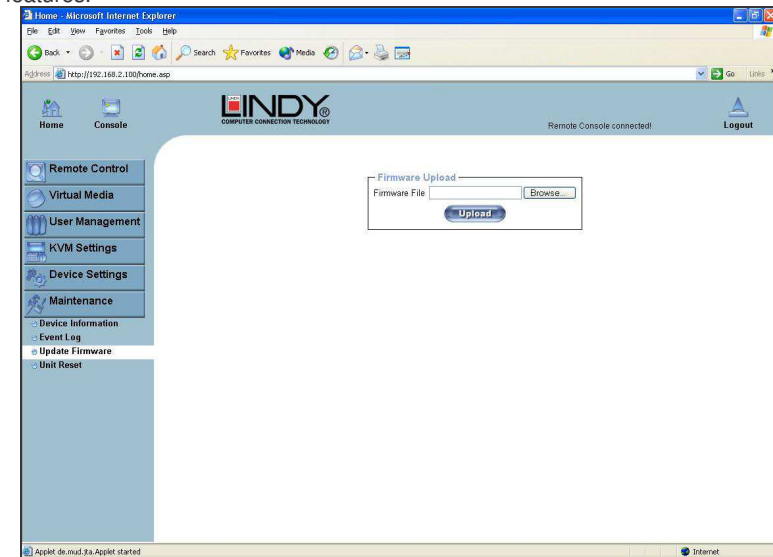 features.
Home - Microsoft Internet Explorer
File Edit View Favorites Tools Help
Back Search Favorites Media
Address http://192.168.2.100/home.asp Go Links
Home Console LINDY® Remote Console connected! Logout
COMPUTER CONNECTION TECHNOLOGY
Remote Control
Virtual Media
User Management
KVM Settings
Device Settings
Maintenance
Device Information
Event Log
Update Firmware
Unit Reset
Firmware Upload
Firmware File Browse...
Upload
Applet de.mud.jta.Applet started Internet